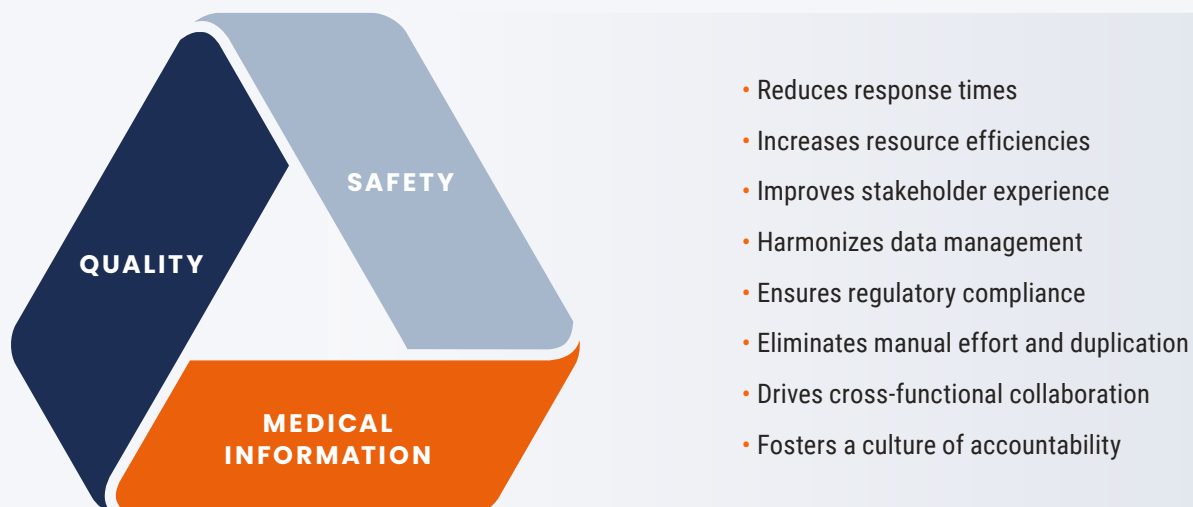 SAFETY
QUALITY
MEDICAL
INFORMATION
• Reduces response times
• Increases resource efficiencies
• Improves stakeholder experience
• Harmonizes data management
• Ensures regulatory compliance
• Eliminates manual effort and duplication
• Drives cross-functional collaboration
• Fosters a culture of accountability